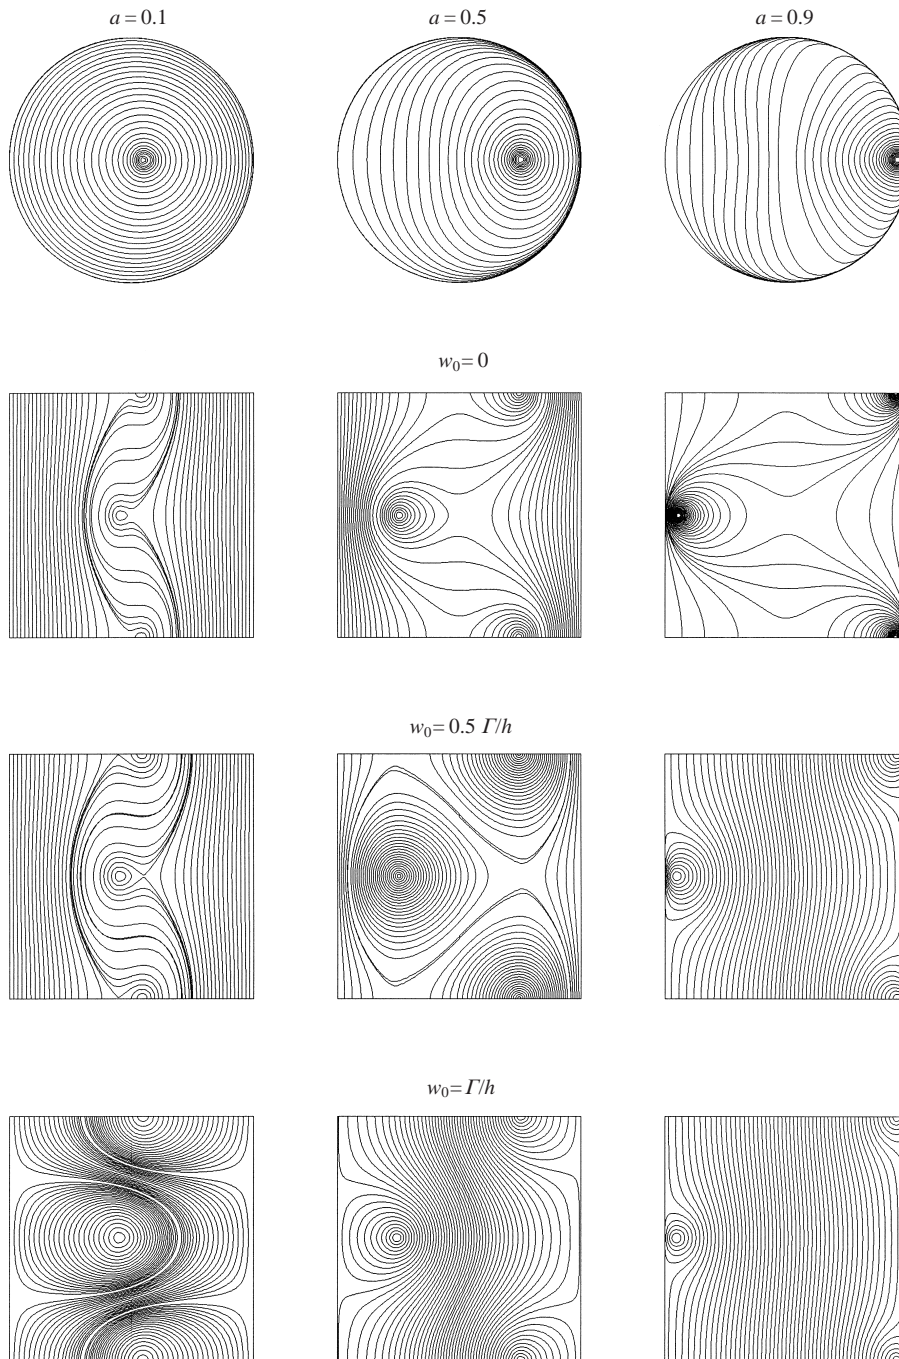 a = 0.1
a = 0.5
a = 0.9
w₀ = 0
w₀ = 0.5 Γ/h
w₀ = Γ/h